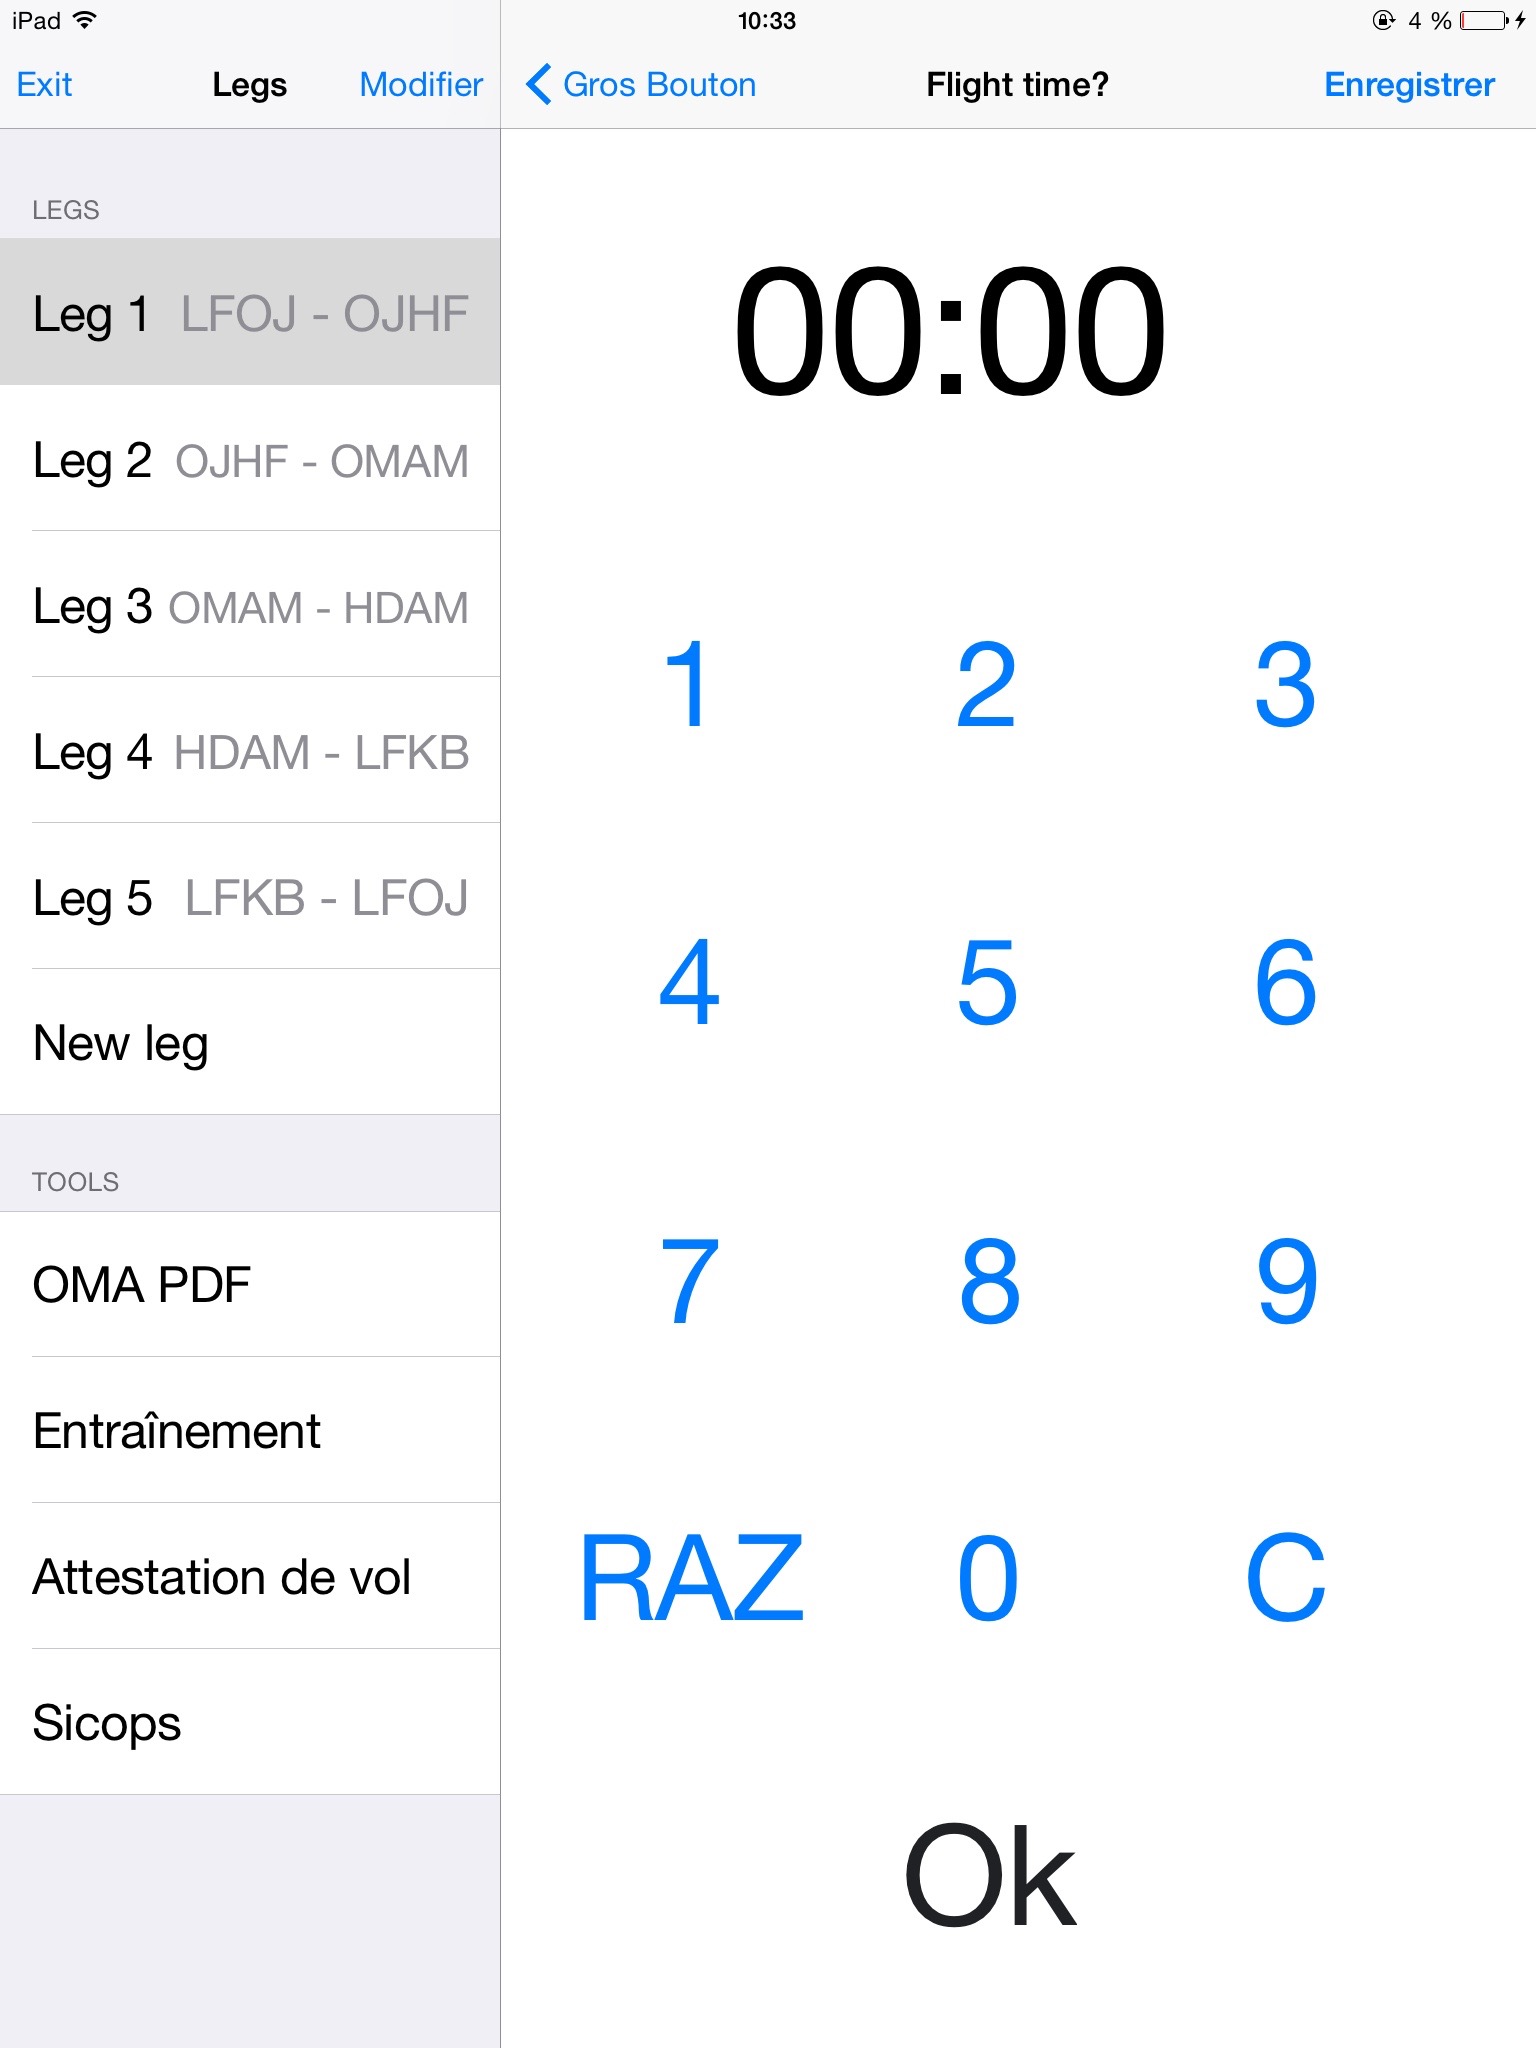 iPad 10:33 4 %
Exit Legs Modifier
Gros Bouton Flight time? Enregistrer
LEGS
Leg 1 LFOJ - OJHF
Leg 2 OJHF - OMAM
Leg 3 OMAM - HDAM
Leg 4 HDAM - LFKB
Leg 5 LFKB - LFOJ
New leg
TOOLS
OMA PDF
Entraînement
Attestation de vol
Sicops
00:00
1 2 3
4 5 6
7 8 9
RAZ 0 C
Ok